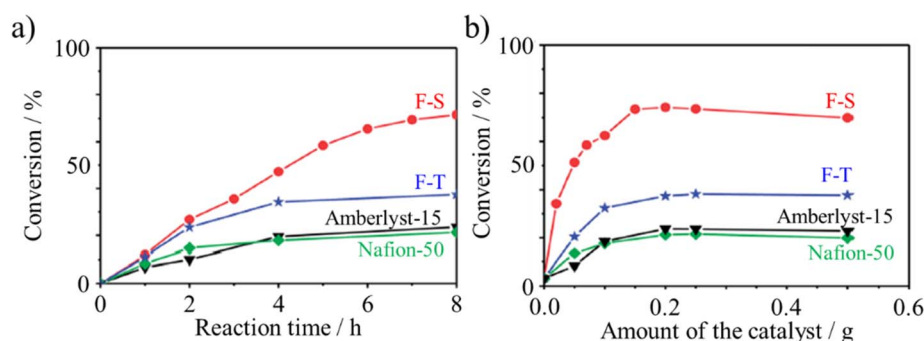 a)
Conversion / %
100
50
0
F-S
F-T
Amberlyst-15
Nafion-50
0
2
4
6
8
Reaction time / h
b)
Conversion / %
100
50
0
F-S
F-T
Amberlyst-15
Nafion-50
0.0
0.2
0.4
0.6
Amount of the catalyst / g